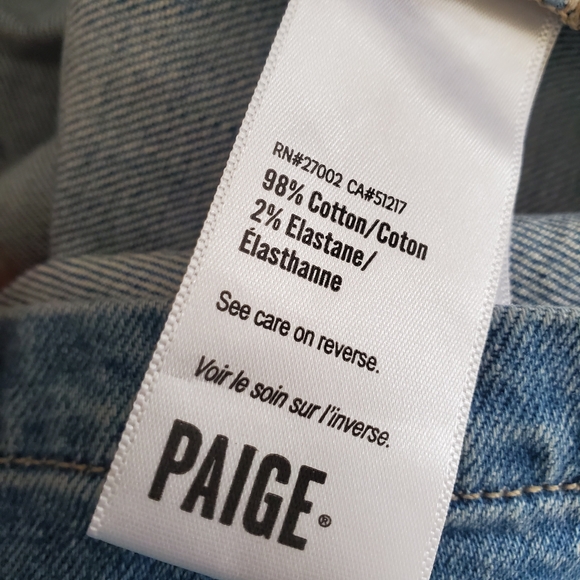 RN#27002 CA#51217
98% Cotton/Coton
2% Elastane/
Élasthanne
See care on reverse.
Voir le soin sur l'inverse.
PAIGE®